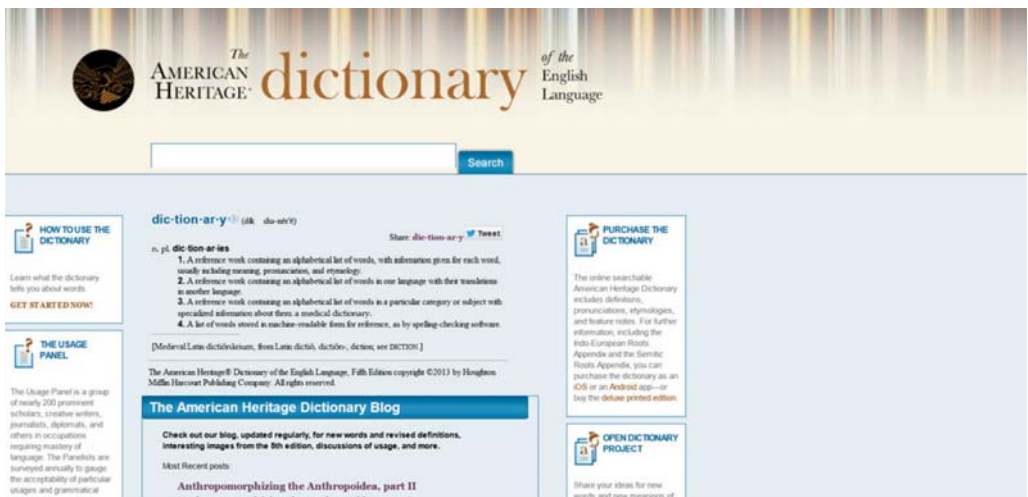 The
AMERICAN
HERITAGE
dictionary
of the
English
Language
Search
HOW TO USE THE
DICTIONARY
Learn what the dictionary
tells you about words.
GET STARTED NOW!
THE USAGE
PANEL
The Usage Panel is a group
of nearly 200 prominent
scholars, creative writers,
journalists, diplomats, and
others in occupations
requiring mastery of
language. The Panelists are
surveyed annually to gauge
the acceptability of particular
usages and grammatical
dic·tion·ar·y
Share: dic·tion·ar·y Tweet
n. pl. dic·tion·ar·ies
1. A reference work containing an alphabetical list of words, with information given for each word,
usually including meaning, pronunciation, and etymology.
2. A reference work containing an alphabetical list of words in one language with their translations
in another language.
3. A reference work containing an alphabetical list of words in a particular category or subject with
specialized information about them: a medical dictionary.
4. A list of words stored in machine-readable form for reference, as by spelling-checking software.
[Medieval Latin dictiōnārium, from Latin dictiō, dictiōn-, diction; see DICTION.]
The American Heritage® Dictionary of the English Language, Fifth Edition copyright ©2013 by Houghton
Mifflin Harcourt Publishing Company. All rights reserved.
The American Heritage Dictionary Blog
Check out our blog, updated regularly, for new words and revised definitions,
interesting images from the 5th edition, discussions of usage, and more.
Most Recent posts:
Anthropomorphizing the Anthropoidea, part II
PURCHASE THE
DICTIONARY
The online searchable
American Heritage Dictionary
includes definitions,
pronunciations, etymologies,
and feature notes. For further
information, including the
Indo-European Roots
Appendix and the Semitic
Roots Appendix, you can
purchase the dictionary as an
iOS or an Android app—or
buy the deluxe printed edition.
OPEN DICTIONARY
PROJECT
Share your ideas for new
words and new meanings of